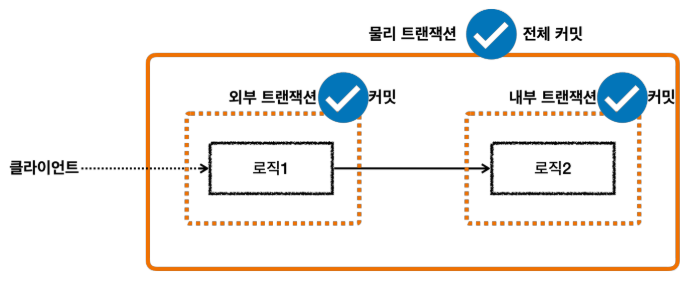 물리 트랜잭션 전체 커밋
외부 트랜잭션 커밋
내부 트랜잭션 커밋
클라이언트
로직1
로직2